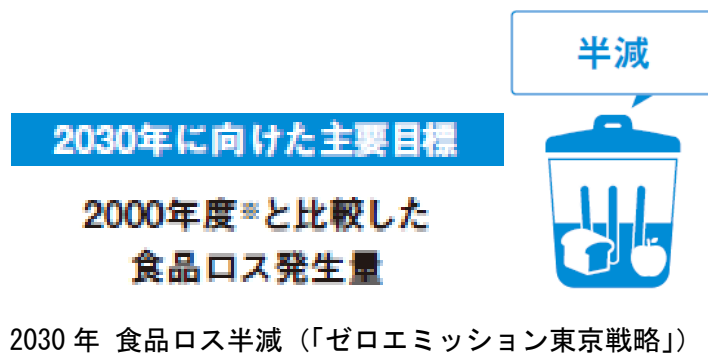 半減
2030年に向けた主要目標
2000年度※と比較した
食品ロス発生量
2030 年 食品ロス半減（「ゼロエミッション東京戦略」）